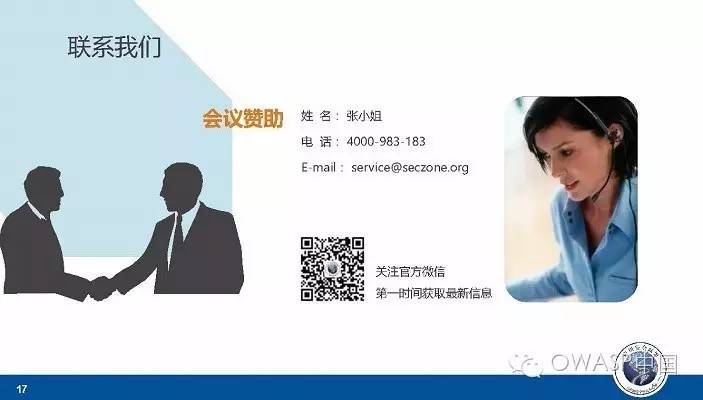 联系我们
会议赞助
姓 名： 张小姐
电 话： 4000-983-183
E-mail： service@seczone.org
关注官方微信
第一时间获取最新信息
OWASP中国
17